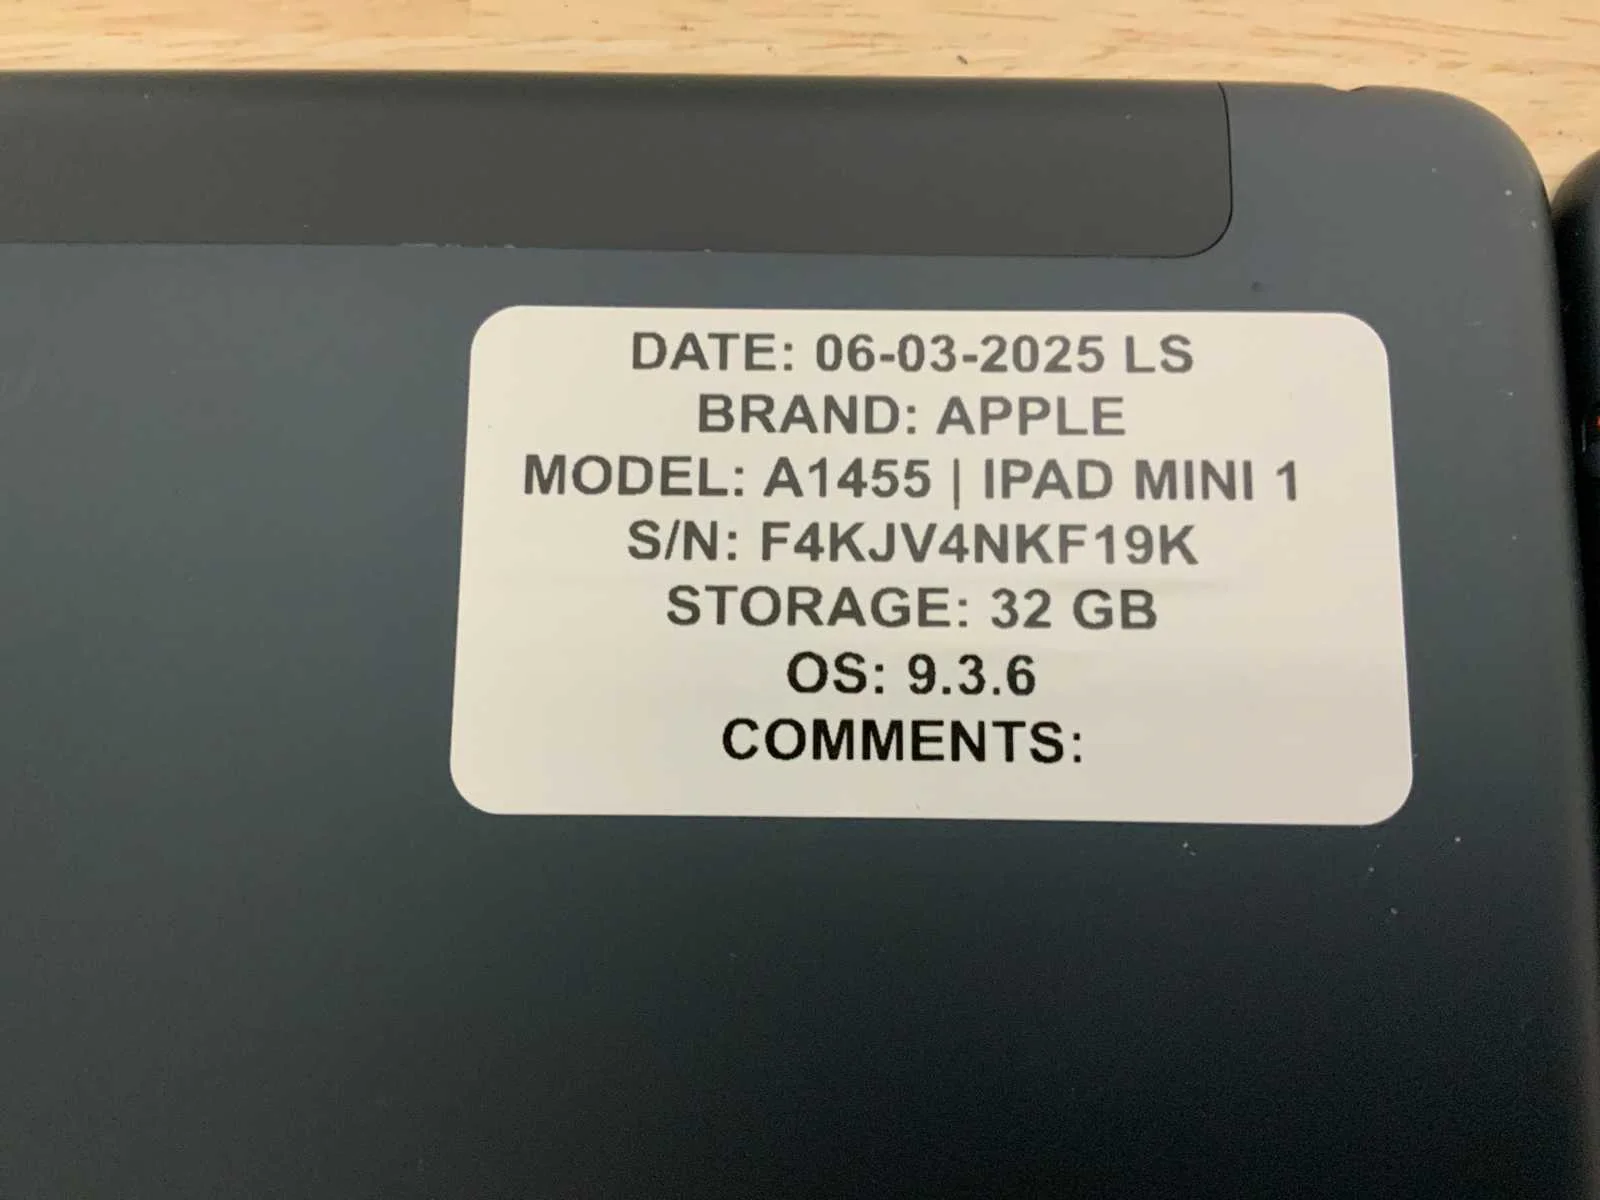 DATE: 06-03-2025 LS
BRAND: APPLE
MODEL: A1455 | IPAD MINI 1
S/N: F4KJV4NKF19K
STORAGE: 32 GB
OS: 9.3.6
COMMENTS: